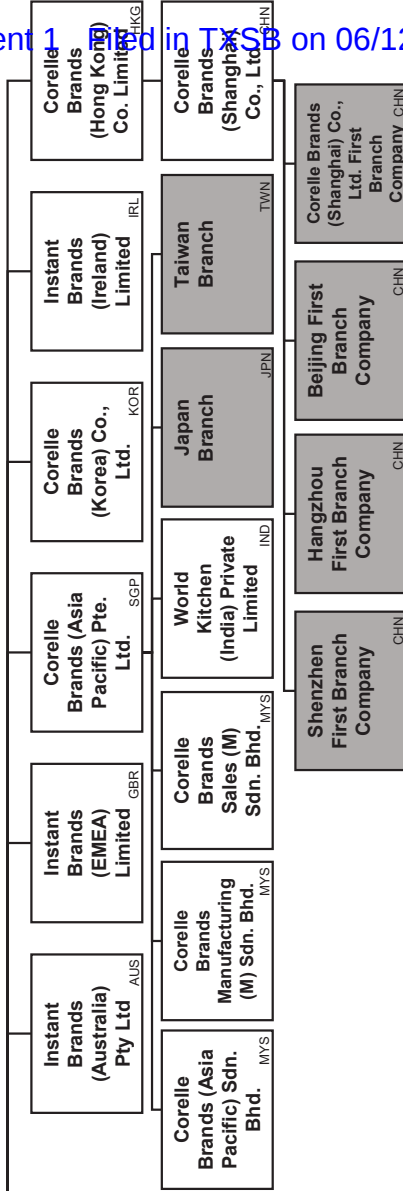 ent 1 Filed in TXSB on 06/12
Instant
Brands
(Australia)
Pty Ltd
AUS
Instant
Brands
(EMEA)
Limited
GBR
Corelle
Brands (Asia
Pacific) Pte.
Ltd.
SGP
Corelle
Brands
(Korea) Co.,
Ltd.
KOR
Instant
Brands
(Ireland)
Limited
IRL
Corelle
Brands
(Hong Kong)
Co. Limited
HKG
Corelle
Brands (Asia
Pacific) Sdn.
Bhd.
MYS
Corelle
Brands
Manufacturing
(M) Sdn. Bhd.
MYS
Corelle
Brands
Sales (M)
Sdn. Bhd.
MYS
World
Kitchen
(India) Private
Limited
IND
Japan
Branch
JPN
Taiwan
Branch
TWN
Corelle
Brands
(Shanghai)
Co., Ltd.
CHN
Shenzhen
First Branch
Company
CHN
Hangzhou
First Branch
Company
CHN
Beijing First
Branch
Company
CHN
Corelle Brands
(Shanghai) Co.,
Ltd. First
Branch
Company
CHN